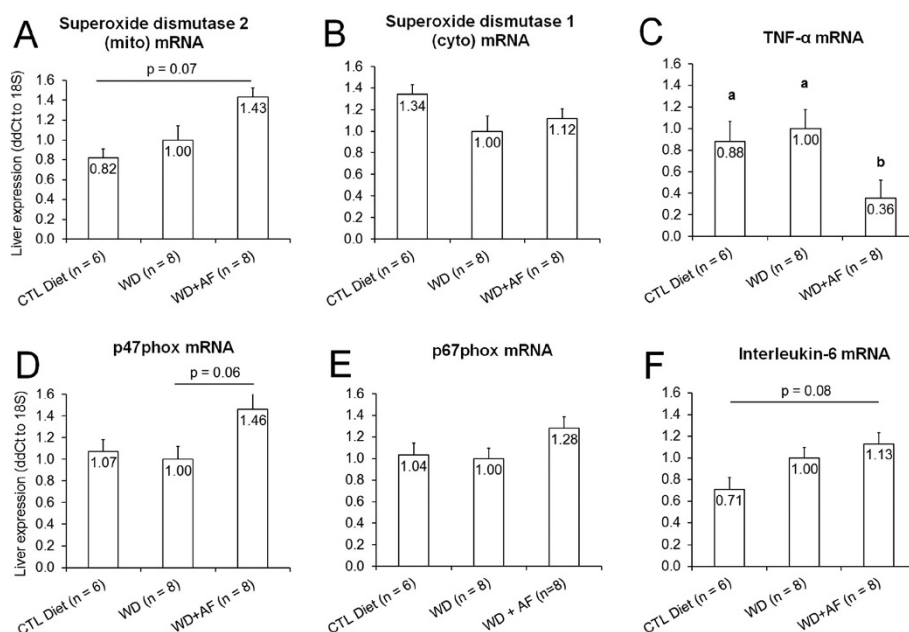 A
Superoxide dismutase 2
(mito) mRNA
p = 0.07
Liver expression (ddCt to 18S)
1.6
1.4
1.2
1.0
0.8
0.6
0.4
0.2
0.0
0.82
1.00
1.43
CTL Diet (n = 6)
WD (n = 8)
WD+AF (n = 8)
B
Superoxide dismutase 1
(cyto) mRNA
1.6
1.4
1.2
1.0
0.8
0.6
0.4
0.2
0.0
1.34
1.00
1.12
CTL Diet (n = 6)
WD (n = 8)
WD+AF (n = 8)
C
TNF-α mRNA
1.6
1.4
1.2
1.0
0.8
0.6
0.4
0.2
0.0
a
a
b
0.88
1.00
0.36
CTL Diet (n = 6)
WD (n = 8)
WD+AF (n = 8)
D
p47phox mRNA
p = 0.06
Liver expression (ddCt to 18S)
1.6
1.4
1.2
1.0
0.8
0.6
0.4
0.2
0.0
1.07
1.00
1.46
CTL Diet (n = 6)
WD (n = 8)
WD+AF (n = 8)
E
p67phox mRNA
1.6
1.4
1.2
1.0
0.8
0.6
0.4
0.2
0.0
1.04
1.00
1.28
CTL Diet (n = 6)
WD (n = 8)
WD + AF (n=8)
F
Interleukin-6 mRNA
p = 0.08
1.6
1.4
1.2
1.0
0.8
0.6
0.4
0.2
0.0
0.71
1.00
1.13
CTL Diet (n = 6)
WD (n = 8)
WD+AF (n = 8)